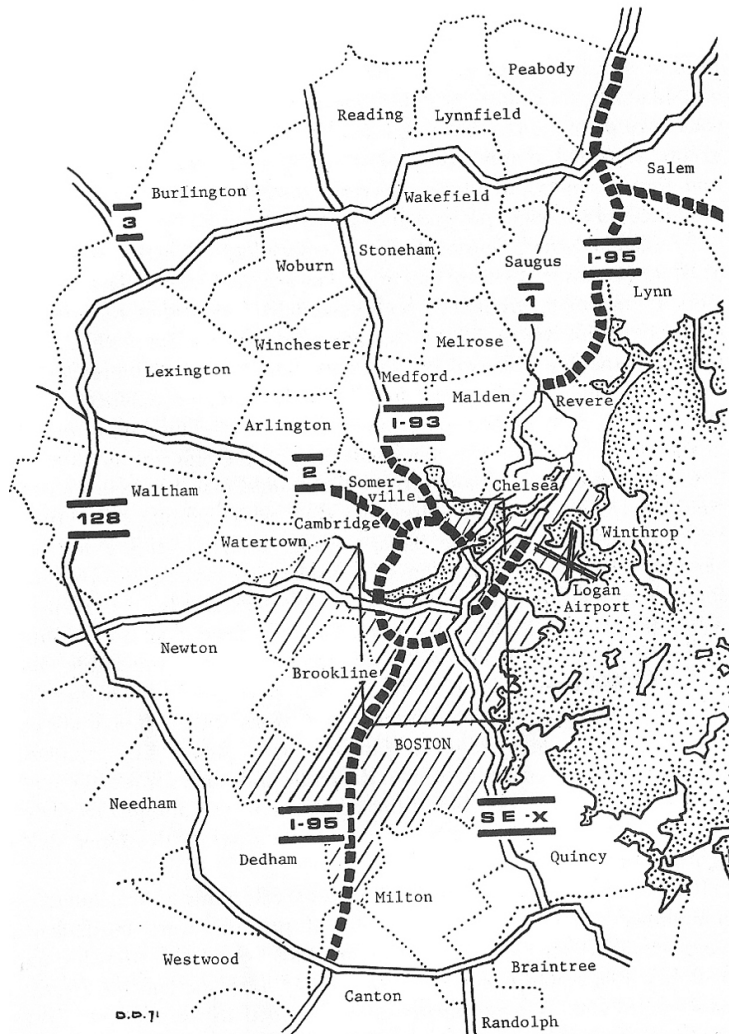 Peabody
Reading
Lynnfield
Salem
Burlington
Wakefield
3
Stoneham
Saugus
I-95
Woburn
Lynn
1
Winchester
Melrose
Lexington
Medford
Malden
Revere
Arlington
I-93
2
Somer-
ville
Chelsea
Waltham
128
Cambridge
Winthrop
Watertown
Logan
Airport
Newton
Brookline
BOSTON
Needham
I-95
SE-X
Dedham
Quincy
Milton
Westwood
Braintree
Canton
D.D.71
Randolph